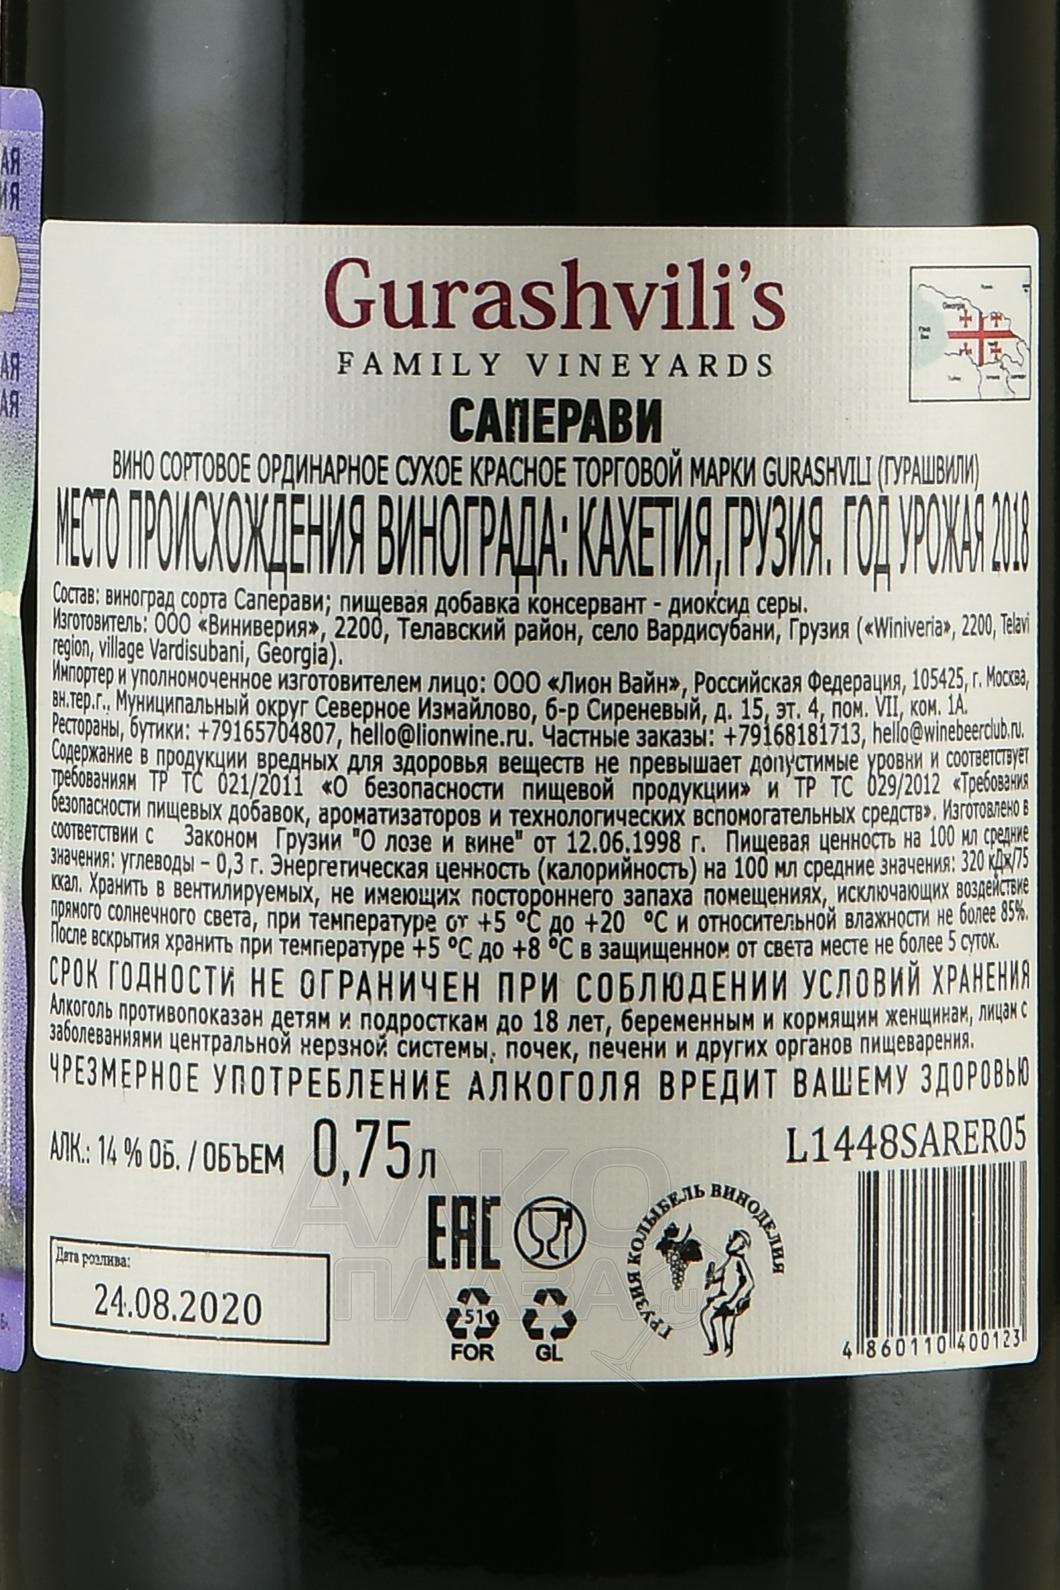 АЯ
ИЯ
АЯ
АЯ
Gurashvili's
FAMILY VINEYARDS
Georgia
САПЕРАВИ
ВИНО СОРТОВОЕ ОРДИНАРНОЕ СУХОЕ КРАСНОЕ ТОРГОВОЙ МАРКИ GURASHVILI (ГУРАШВИЛИ)
МЕСТО ПРОИСХОЖДЕНИЯ ВИНОГРАДА: КАХЕТИЯ,ГРУЗИЯ. ГОД УРОЖАЯ 2018
Состав: виноград сорта Саперави; пищевая добавка консервант - диоксид серы.
Изготовитель: ООО «Виниверия», 2200, Телавский район, село Вардисубани, Грузия («Winiveria», 2200, Telavi
region, village Vardisubani, Georgia).
Импортер и уполномоченное изготовителем лицо: ООО «Лион Вайн», Российская Федерация, 105425, г. Москва,
вн.тер.г., Муниципальный округ Северное Измайлово, б-р Сиреневый, д. 15, эт. 4, пом. VII, ком. 1А.
Рестораны, бутики: +79165704807, hello@lionwine.ru. Частные заказы: +79168181713, hello@winebeerclub.ru.
Содержание в продукции вредных для здоровья веществ не превышает допустимые уровни и соответствует
требованиям ТР ТС 021/2011 «О безопасности пищевой продукции» и ТР ТС 029/2012 «Требования
безопасности пищевых добавок, ароматизаторов и технологических вспомогательных средств». Изготовлено в
соответствии с Законом Грузии "О лозе и вине" от 12.06.1998 г. Пищевая ценность на 100 мл средние
значения: углеводы – 0,3 г. Энергетическая ценность (калорийность) на 100 мл средние значения: 320 кДж/75
ккал. Хранить в вентилируемых, не имеющих постороннего запаха помещениях, исключающих воздействие
прямого солнечного света, при температуре от +5 °С до +20 °С и относительной влажности не более 85%.
После вскрытия хранить при температуре +5 °С до +8 °С в защищенном от света месте не более 5 суток.
СРОК ГОДНОСТИ НЕ ОГРАНИЧЕН ПРИ СОБЛЮДЕНИИ УСЛОВИЙ ХРАНЕНИЯ
Алкоголь противопоказан детям и подросткам до 18 лет, беременным и кормящим женщинам, лицам с
заболеваниями центральной нервной системы, почек, печени и других органов пищеварения.
ЧРЕЗМЕРНОЕ УПОТРЕБЛЕНИЕ АЛКОГОЛЯ ВРЕДИТ ВАШЕМУ ЗДОРОВЬЮ
АЛК.: 14 % ОБ. / ОБЪЕМ 0,75л
L1448SARER05
EAC
ГРУЗИЯ КОЛЫБЕЛЬ ВИНОДЕЛИЯ
Дата розлива:
24.08.2020
51
FOR
GL
4 860110 400123
АЛКО
ПЛАЗА.ru